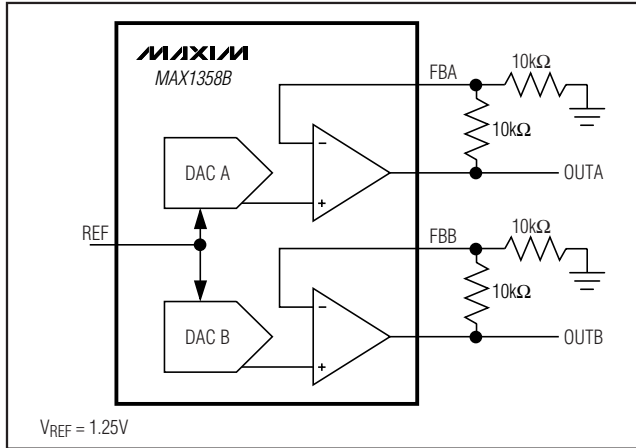 MAXIM
MAX1358B
FBA
10kΩ
10kΩ
DAC A
-
+
OUTA
REF
FBB
10kΩ
10kΩ
DAC B
-
+
OUTB
VREF = 1.25V